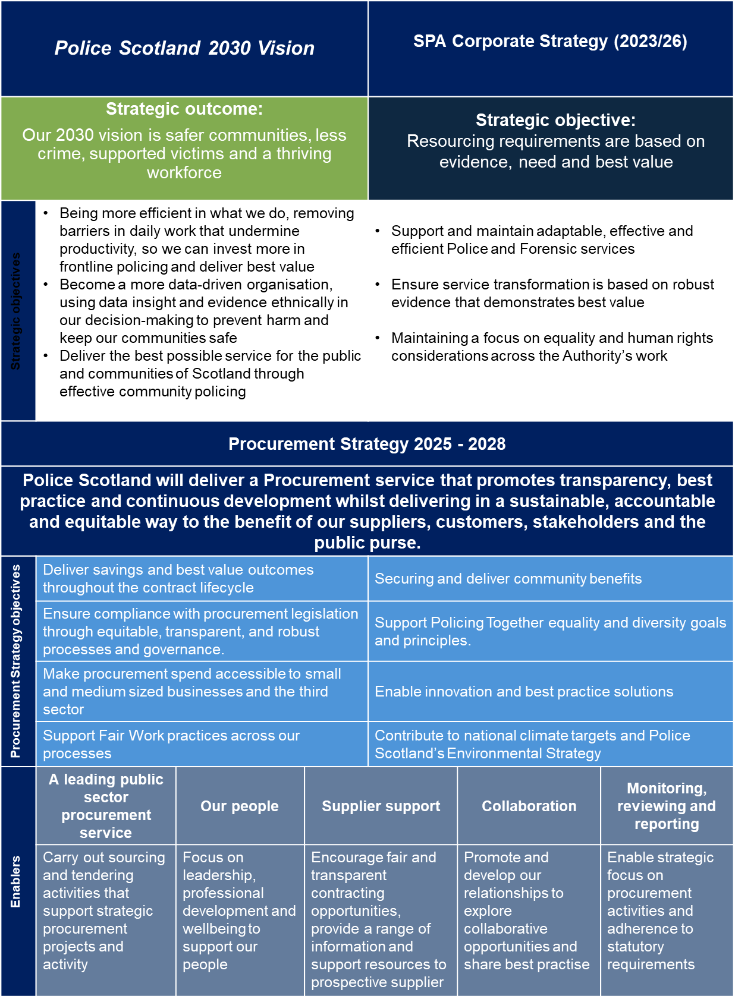 Police Scotland 2030 Vision
SPA Corporate Strategy (2023/26)
Strategic outcome:
Our 2030 vision is safer communities, less
crime, supported victims and a thriving
workforce
Strategic objective:
Resourcing requirements are based on
evidence, need and best value
Strategic objectives
• Being more efficient in what we do, removing
barriers in daily work that undermine
productivity, so we can invest more in
frontline policing and deliver best value
• Become a more data-driven organisation,
using data insight and evidence ethnically in
our decision-making to prevent harm and
keep our communities safe
• Deliver the best possible service for the public
and communities of Scotland through
effective community policing
• Support and maintain adaptable, effective and
efficient Police and Forensic services
• Ensure service transformation is based on robust
evidence that demonstrates best value
• Maintaining a focus on equality and human rights
considerations across the Authority's work
Procurement Strategy 2025 - 2028
Police Scotland will deliver a Procurement service that promotes transparency, best
practice and continuous development whilst delivering in a sustainable, accountable
and equitable way to the benefit of our suppliers, customers, stakeholders and the
public purse.
Procurement Strategy objectives
Deliver savings and best value outcomes
throughout the contract lifecycle
Securing and deliver community benefits
Ensure compliance with procurement legislation
through equitable, transparent, and robust
processes and governance.
Support Policing Together equality and diversity goals
and principles.
Make procurement spend accessible to small
and medium sized businesses and the third
sector
Enable innovation and best practice solutions
Support Fair Work practices across our
processes
Contribute to national climate targets and Police
Scotland's Environmental Strategy
Enablers
A leading public
sector
procurement
service
Our people
Supplier support
Collaboration
Monitoring,
reviewing and
reporting
Carry out sourcing
and tendering
activities that
support strategic
procurement
projects and
activity
Focus on
leadership,
professional
development and
wellbeing to
support our
people
Encourage fair and
transparent
contracting
opportunities,
provide a range of
information and
support resources to
prospective supplier
Promote and
develop our
relationships to
explore
collaborative
opportunities and
share best practise
Enable strategic
focus on
procurement
activities and
adherence to
statutory
requirements